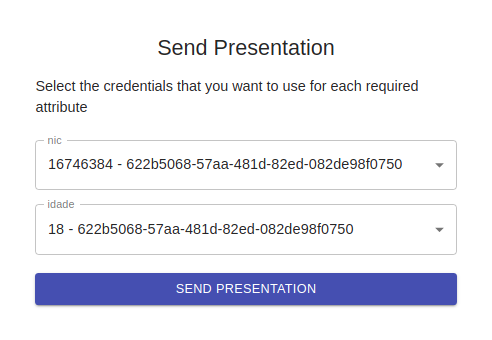 Send Presentation
Select the credentials that you want to use for each required
attribute
nic
16746384 - 622b5068-57aa-481d-82ed-082de98f0750
idade
18 - 622b5068-57aa-481d-82ed-082de98f0750
SEND PRESENTATION